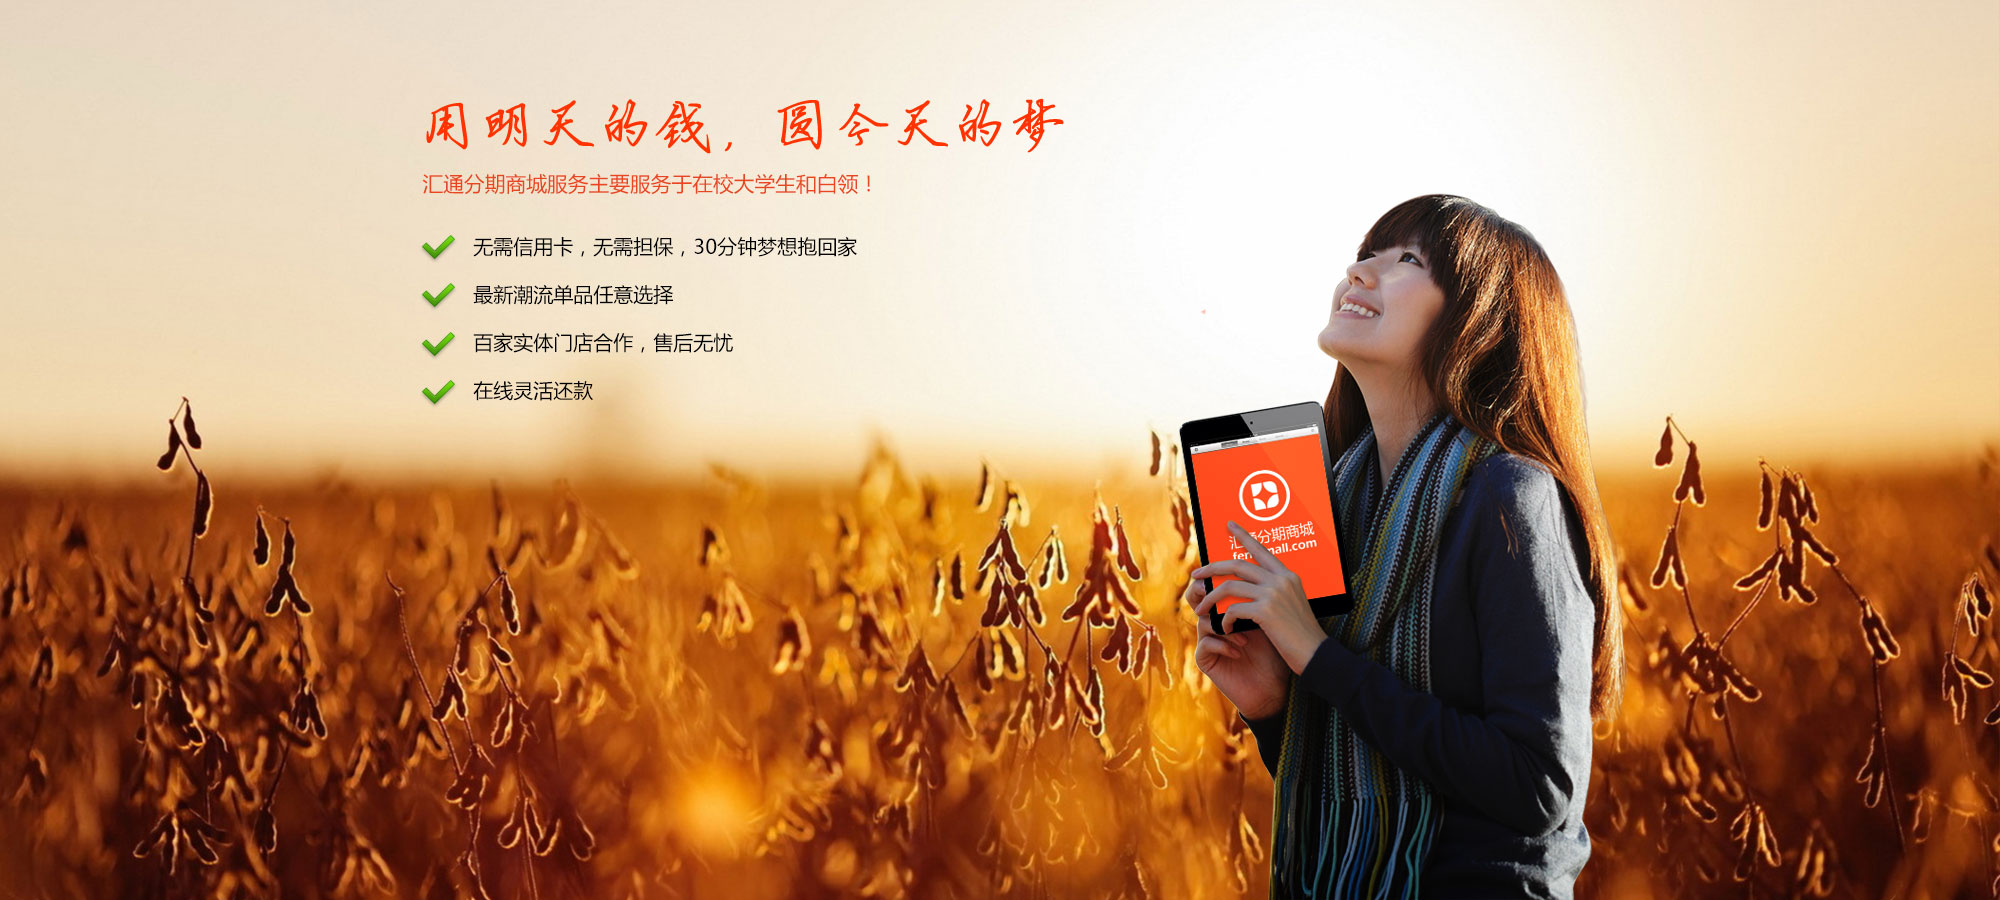 用明天的钱，圆今天的梦
汇通分期商城服务主要服务于在校大学生和白领！
无需信用卡，无需担保，30分钟梦想抱回家
最新潮流单品任意选择
百家实体门店合作，售后无忧
在线灵活还款
汇通分期商城